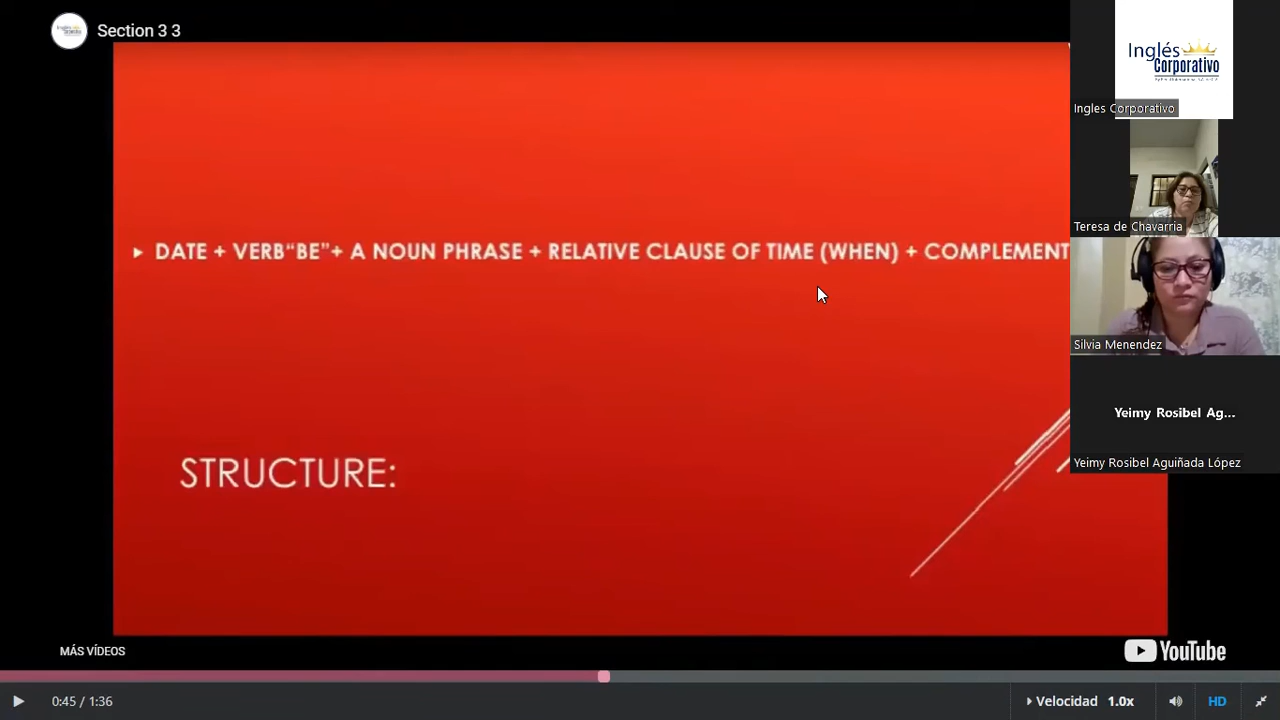 Section 3 3
DATE + VERB“BE”+ A NOUN PHRASE + RELATIVE CLAUSE OF TIME (WHEN) + COMPLEMENT
STRUCTURE:
Inglés
Corporativo
Ingles Corporativo
Teresa de Chavarria
Silvia Menendez
Yeimy Rosibel Ag...
Yeimy Rosibel Aguiñada López
MÁS VÍDEOS
YouTube
0:45 / 1:36
Velocidad 1.0x
HD